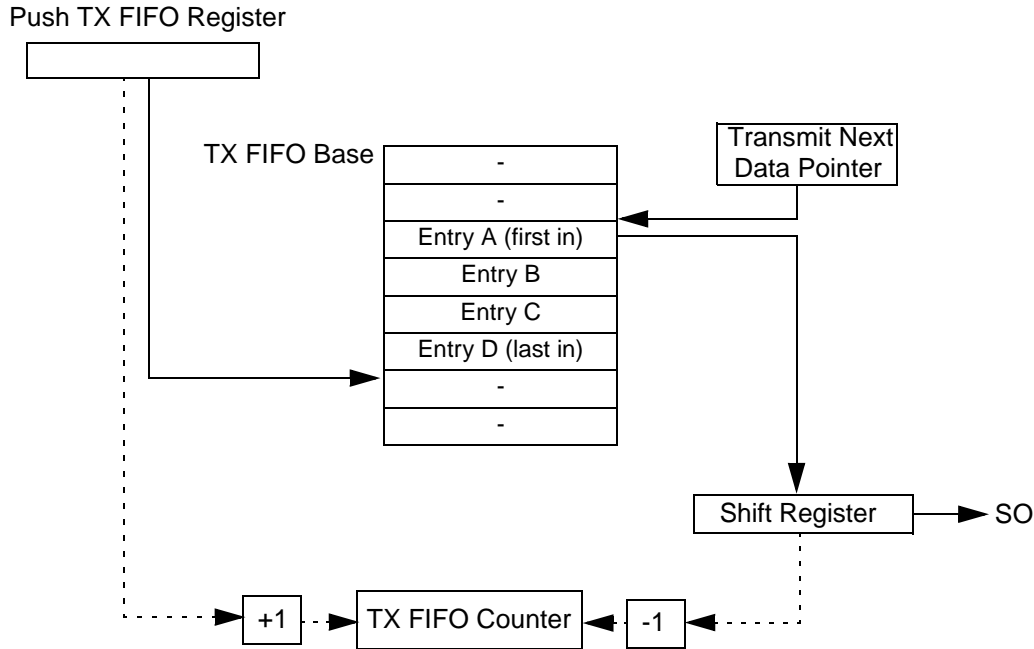 Push TX FIFO Register
TX FIFO Base
-
-
Entry A (first in)
Entry B
Entry C
Entry D (last in)
-
-
Transmit Next
Data Pointer
Shift Register
SO
+1
TX FIFO Counter
-1